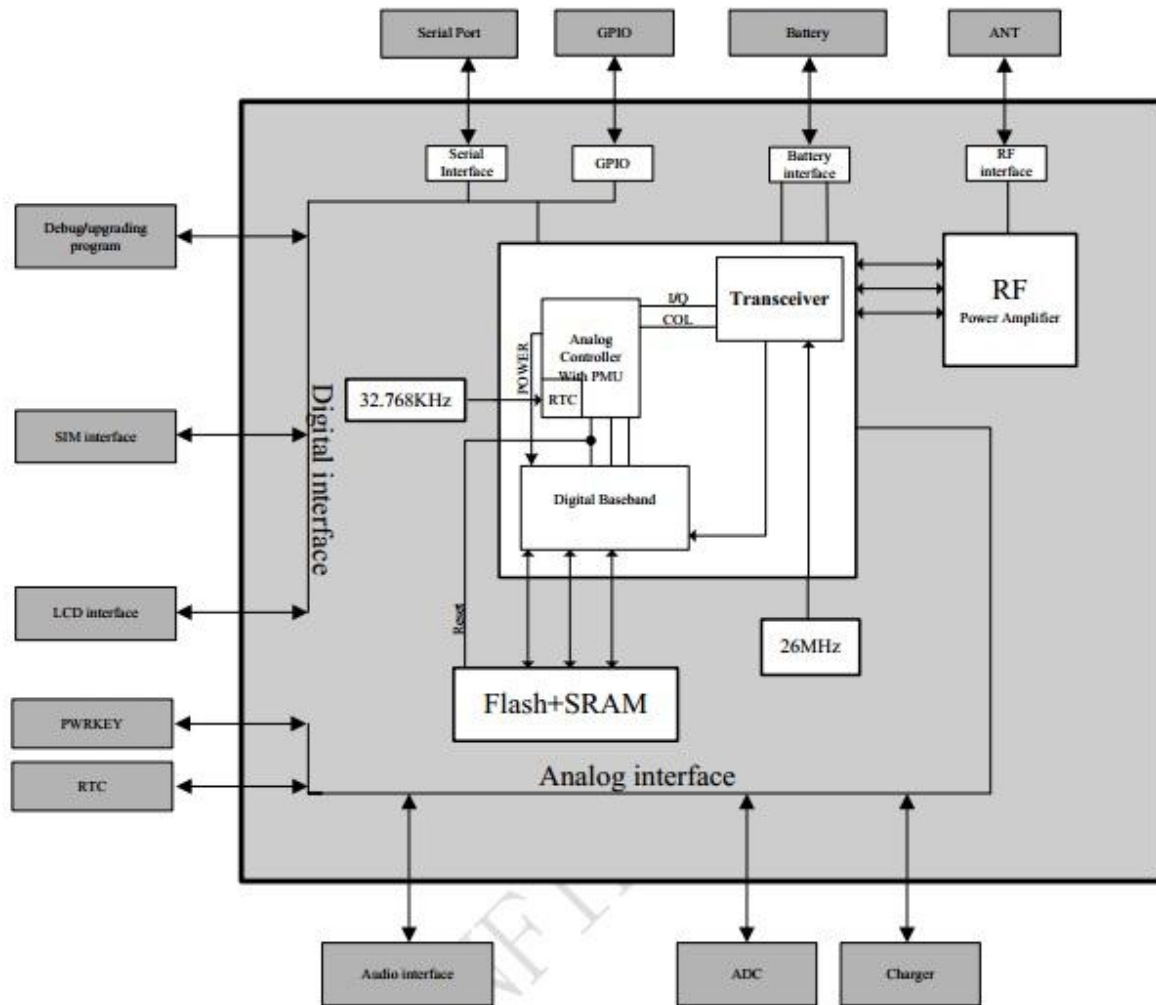 Serial Port
GPIO
Battery
ANT
Serial
Interface
GPIO
Battery
interface
RF
interface
Debug/upgrading
program
Transceiver
RF
Power Amplifier
I/Q
COL
Analog
Controller
With PMU
POWER
RTC
32.768KHz
SIM interface
Digital interface
Digital Baseband
LCD interface
Reset
26MHz
Flash+SRAM
PWRKEY
RTC
Analog interface
Audio interface
ADC
Charger